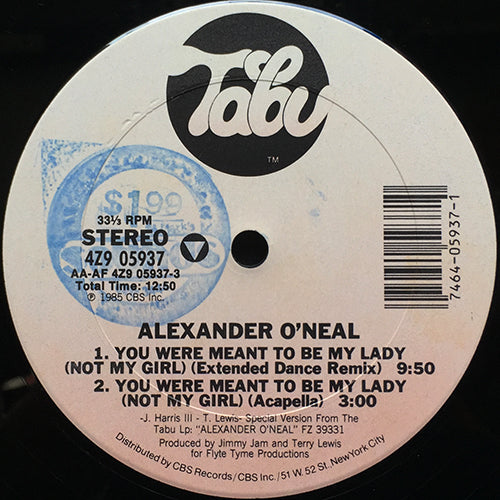 Tabu
TM
$1.99
33⅓ RPM
STEREO
4Z9 05937
AA-AF 4Z9 05937-3
Total Time: 12:50
℗ 1985 CBS Inc.
7464-05937-1
ALEXANDER O'NEAL
1. YOU WERE MEANT TO BE MY LADY
(NOT MY GIRL) (Extended Dance Remix) 9:50
2. YOU WERE MEANT TO BE MY LADY
(NOT MY GIRL) (Acapella) 3:00
-J. Harris III - T. Lewis- Special Version From The
Tabu Lp: "ALEXANDER O'NEAL" FZ 39331
Produced by Jimmy Jam and Terry Lewis
for Flyte Tyme Productions
Distributed by CBS Records/CBS Inc./51 W. 52 St. New York City